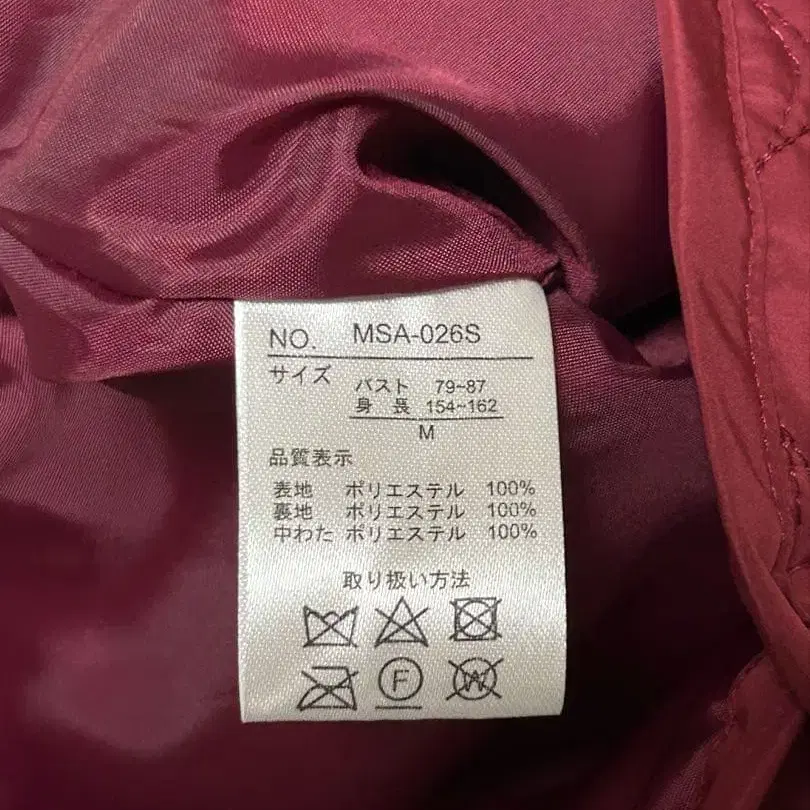 NO. MSA-026S
サイズ バスト 79~87
身 長 154~162
M
品質表示
表地 ポリエステル 100%
裏地 ポリエステル 100%
中わた ポリエステル 100%
取り扱い方法
F W